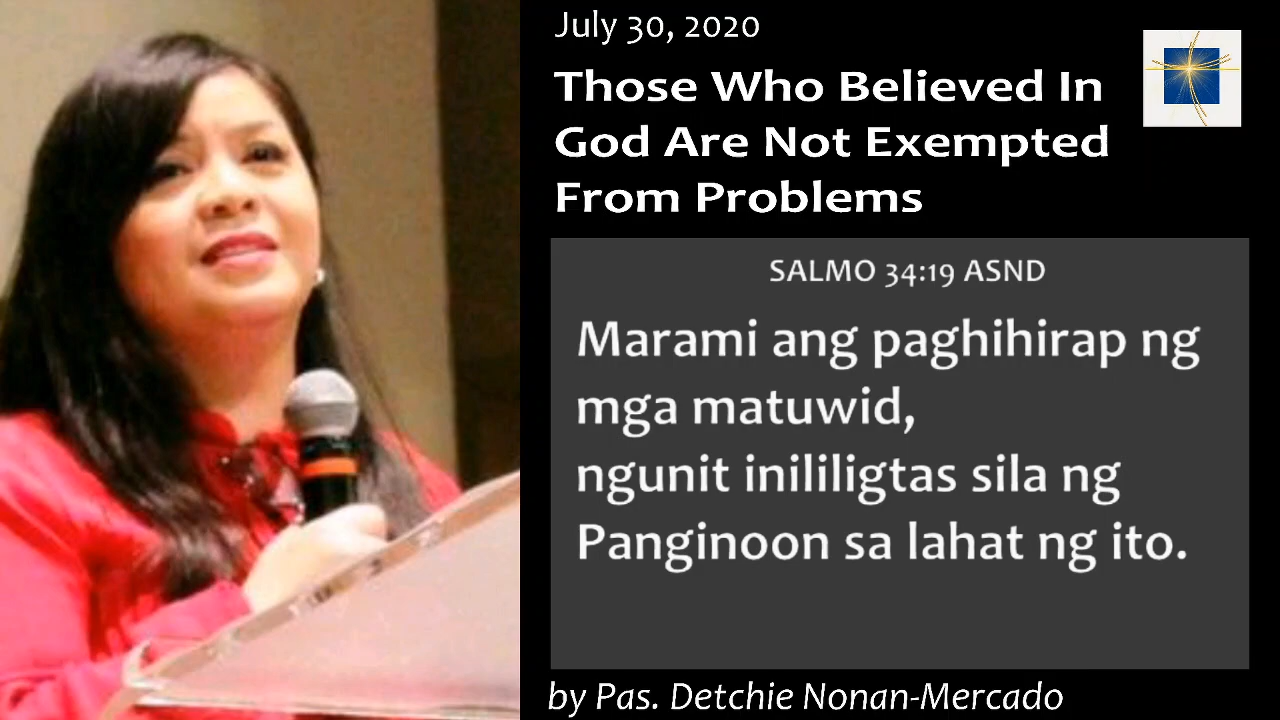 July 30, 2020
Those Who Believed In
God Are Not Exempted
From Problems
SALMO 34:19 ASND
Marami ang paghihirap ng
mga matuwid,
ngunit inililigtas sila ng
Panginoon sa lahat ng ito.
by Pas. Detchie Nonan-Mercado